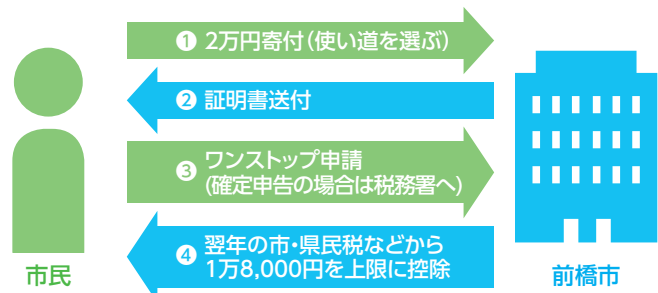 ❶ 2万円寄付(使い道を選ぶ)
❷ 証明書送付
❸ ワンストップ申請
(確定申告の場合は税務署へ)
❹ 翌年の市・県民税などから
1万8,000円を上限に控除
市民
前橋市